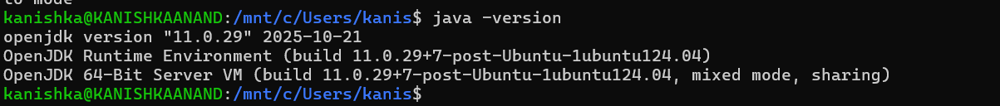 to mode
kanishka@KANISHKAANAND:/mnt/c/Users/kanis$ java -version
openjdk version "11.0.29" 2025-10-21
OpenJDK Runtime Environment (build 11.0.29+7-post-Ubuntu-1ubuntu124.04)
OpenJDK 64-Bit Server VM (build 11.0.29+7-post-Ubuntu-1ubuntu124.04, mixed mode, sharing)
kanishka@KANISHKAANAND:/mnt/c/Users/kanis$